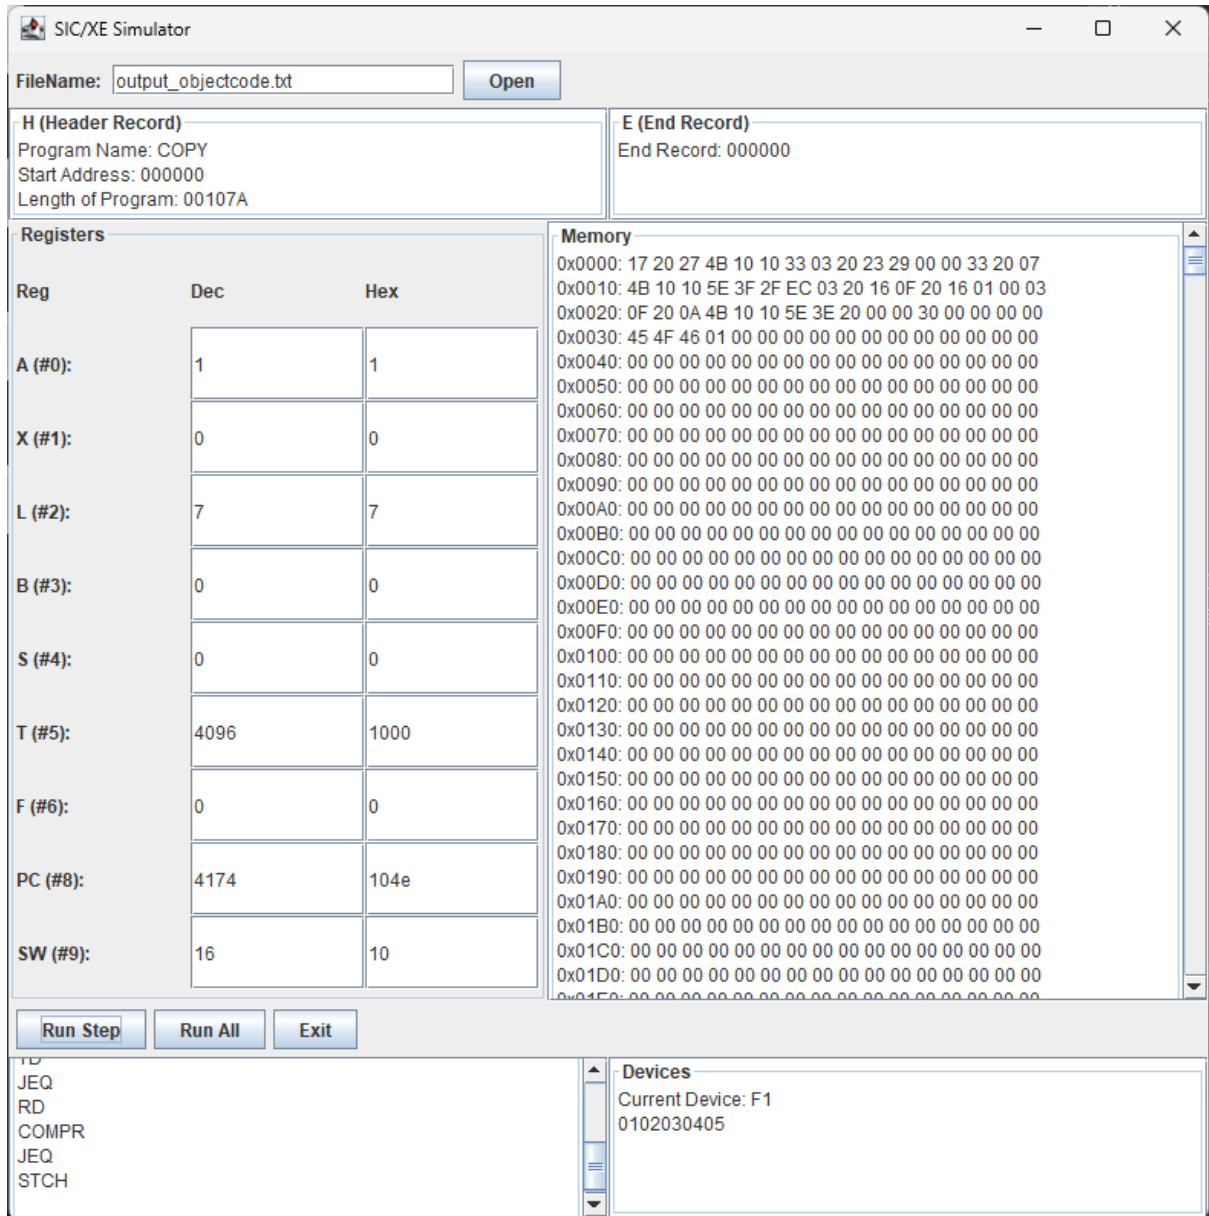 SIC/XE Simulator
FileName: output_objectcode.txt Open
H (Header Record)
Program Name: COPY
Start Address: 000000
Length of Program: 00107A
E (End Record)
End Record: 000000
Registers
Reg Dec Hex
A (#0): 1 1
X (#1): 0 0
L (#2): 7 7
B (#3): 0 0
S (#4): 0 0
T (#5): 4096 1000
F (#6): 0 0
PC (#8): 4174 104e
SW (#9): 16 10
Memory
0x0000: 17 20 27 4B 10 10 33 03 20 23 29 00 00 33 20 07
0x0010: 4B 10 10 5E 3F 2F EC 03 20 16 0F 20 16 01 00 03
0x0020: 0F 20 0A 4B 10 10 5E 3E 20 00 00 30 00 00 00 00
0x0030: 45 4F 46 01 00 00 00 00 00 00 00 00 00 00 00 00
0x0040: 00 00 00 00 00 00 00 00 00 00 00 00 00 00 00 00
0x0050: 00 00 00 00 00 00 00 00 00 00 00 00 00 00 00 00
0x0060: 00 00 00 00 00 00 00 00 00 00 00 00 00 00 00 00
0x0070: 00 00 00 00 00 00 00 00 00 00 00 00 00 00 00 00
0x0080: 00 00 00 00 00 00 00 00 00 00 00 00 00 00 00 00
0x0090: 00 00 00 00 00 00 00 00 00 00 00 00 00 00 00 00
0x00A0: 00 00 00 00 00 00 00 00 00 00 00 00 00 00 00 00
0x00B0: 00 00 00 00 00 00 00 00 00 00 00 00 00 00 00 00
0x00C0: 00 00 00 00 00 00 00 00 00 00 00 00 00 00 00 00
0x00D0: 00 00 00 00 00 00 00 00 00 00 00 00 00 00 00 00
0x00E0: 00 00 00 00 00 00 00 00 00 00 00 00 00 00 00 00
0x00F0: 00 00 00 00 00 00 00 00 00 00 00 00 00 00 00 00
0x0100: 00 00 00 00 00 00 00 00 00 00 00 00 00 00 00 00
0x0110: 00 00 00 00 00 00 00 00 00 00 00 00 00 00 00 00
0x0120: 00 00 00 00 00 00 00 00 00 00 00 00 00 00 00 00
0x0130: 00 00 00 00 00 00 00 00 00 00 00 00 00 00 00 00
0x0140: 00 00 00 00 00 00 00 00 00 00 00 00 00 00 00 00
0x0150: 00 00 00 00 00 00 00 00 00 00 00 00 00 00 00 00
0x0160: 00 00 00 00 00 00 00 00 00 00 00 00 00 00 00 00
0x0170: 00 00 00 00 00 00 00 00 00 00 00 00 00 00 00 00
0x0180: 00 00 00 00 00 00 00 00 00 00 00 00 00 00 00 00
0x0190: 00 00 00 00 00 00 00 00 00 00 00 00 00 00 00 00
0x01A0: 00 00 00 00 00 00 00 00 00 00 00 00 00 00 00 00
0x01B0: 00 00 00 00 00 00 00 00 00 00 00 00 00 00 00 00
0x01C0: 00 00 00 00 00 00 00 00 00 00 00 00 00 00 00 00
0x01D0: 00 00 00 00 00 00 00 00 00 00 00 00 00 00 00 00
Run Step Run All Exit
JEQ
RD
COMPR
JEQ
STCH
Devices
Current Device: F1
0102030405